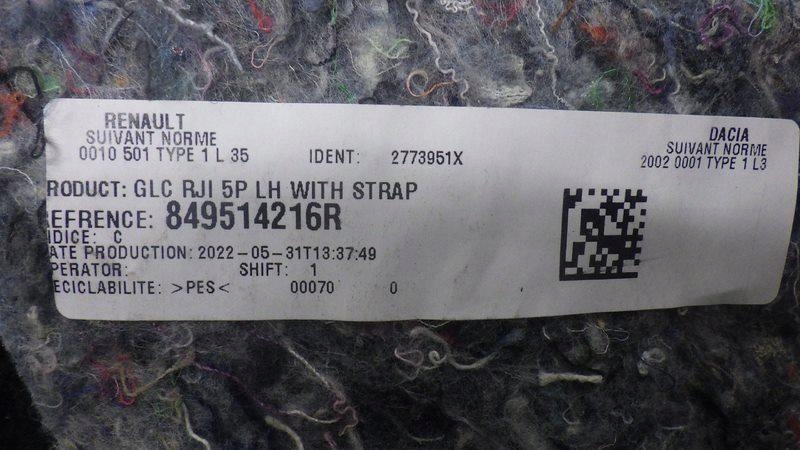 RENAULT
SUIVANT NORME
0010 501 TYPE 1 L 35
IDENT: 2773951X
DACIA
SUIVANT NORME
2002 0001 TYPE 1 L3
RODUCT: GLC RJI 5P LH WITH STRAP
EFRENCE: 849514216R
NDICE: C
ATE PRODUCTION: 2022-05-31T13:37:49
PERATOR: SHIFT: 1
ECICLABILITE: >PES< 00070 0